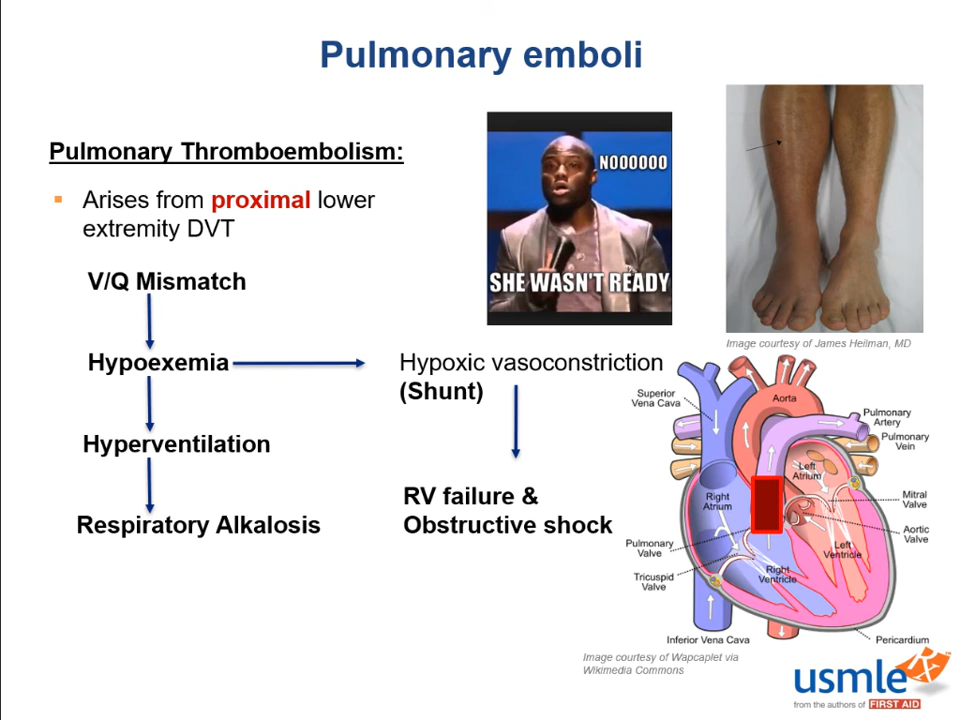 Pulmonary emboli
Pulmonary Thromboembolism:
Arises from proximal lower
extremity DVT
V/Q Mismatch
Hypoexemia
Hyperventilation
Respiratory Alkalosis
NOOOOOO
SHE WASN'T READY
Image courtesy of James Heilman, MD
Hypoxic vasoconstriction
(Shunt)
RV failure &
Obstructive shock
Superior
Vena Cava
Aorta
Pulmonary
Artery
Pulmonary
Vein
Left
Atrium
Right
Atrium
Mitral
Valve
Aortic
Valve
Left
Ventricle
Pulmonary
Valve
Tricuspid
Valve
Right
Ventricle
Inferior Vena Cava
Pericardium
Image courtesy of Wapcaplet via
Wikimedia Commons
usmle Rx™
from the authors of FIRST AID